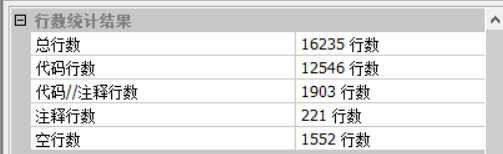 行数统计结果
总行数 16235 行数
代码行数 12546 行数
代码//注释行数 1903 行数
注释行数 221 行数
空行数 1552 行数